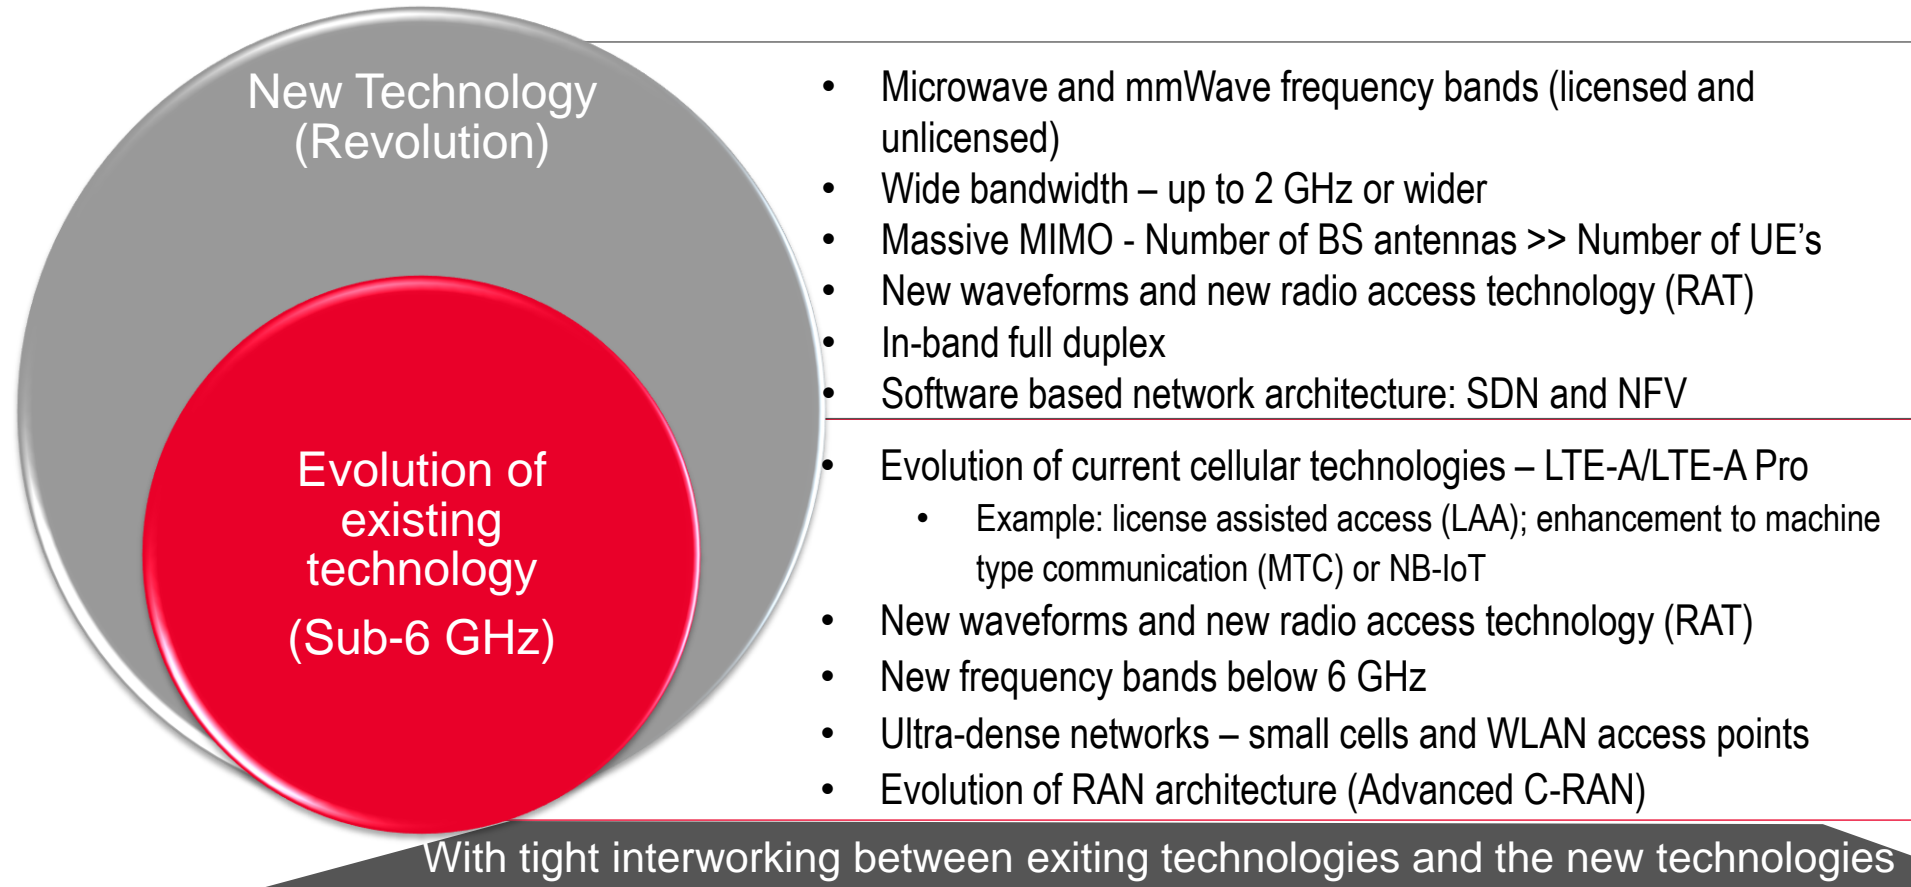 New Technology
(Revolution)
• Microwave and mmWave frequency bands (licensed and
unlicensed)
• Wide bandwidth – up to 2 GHz or wider
• Massive MIMO - Number of BS antennas >> Number of UE's
• New waveforms and new radio access technology (RAT)
• In-band full duplex
• Software based network architecture: SDN and NFV
Evolution of
existing
technology
(Sub-6 GHz)
• Evolution of current cellular technologies – LTE-A/LTE-A Pro
• Example: license assisted access (LAA); enhancement to machine
type communication (MTC) or NB-IoT
• New waveforms and new radio access technology (RAT)
• New frequency bands below 6 GHz
• Ultra-dense networks – small cells and WLAN access points
• Evolution of RAN architecture (Advanced C-RAN)
With tight interworking between exiting technologies and the new technologies